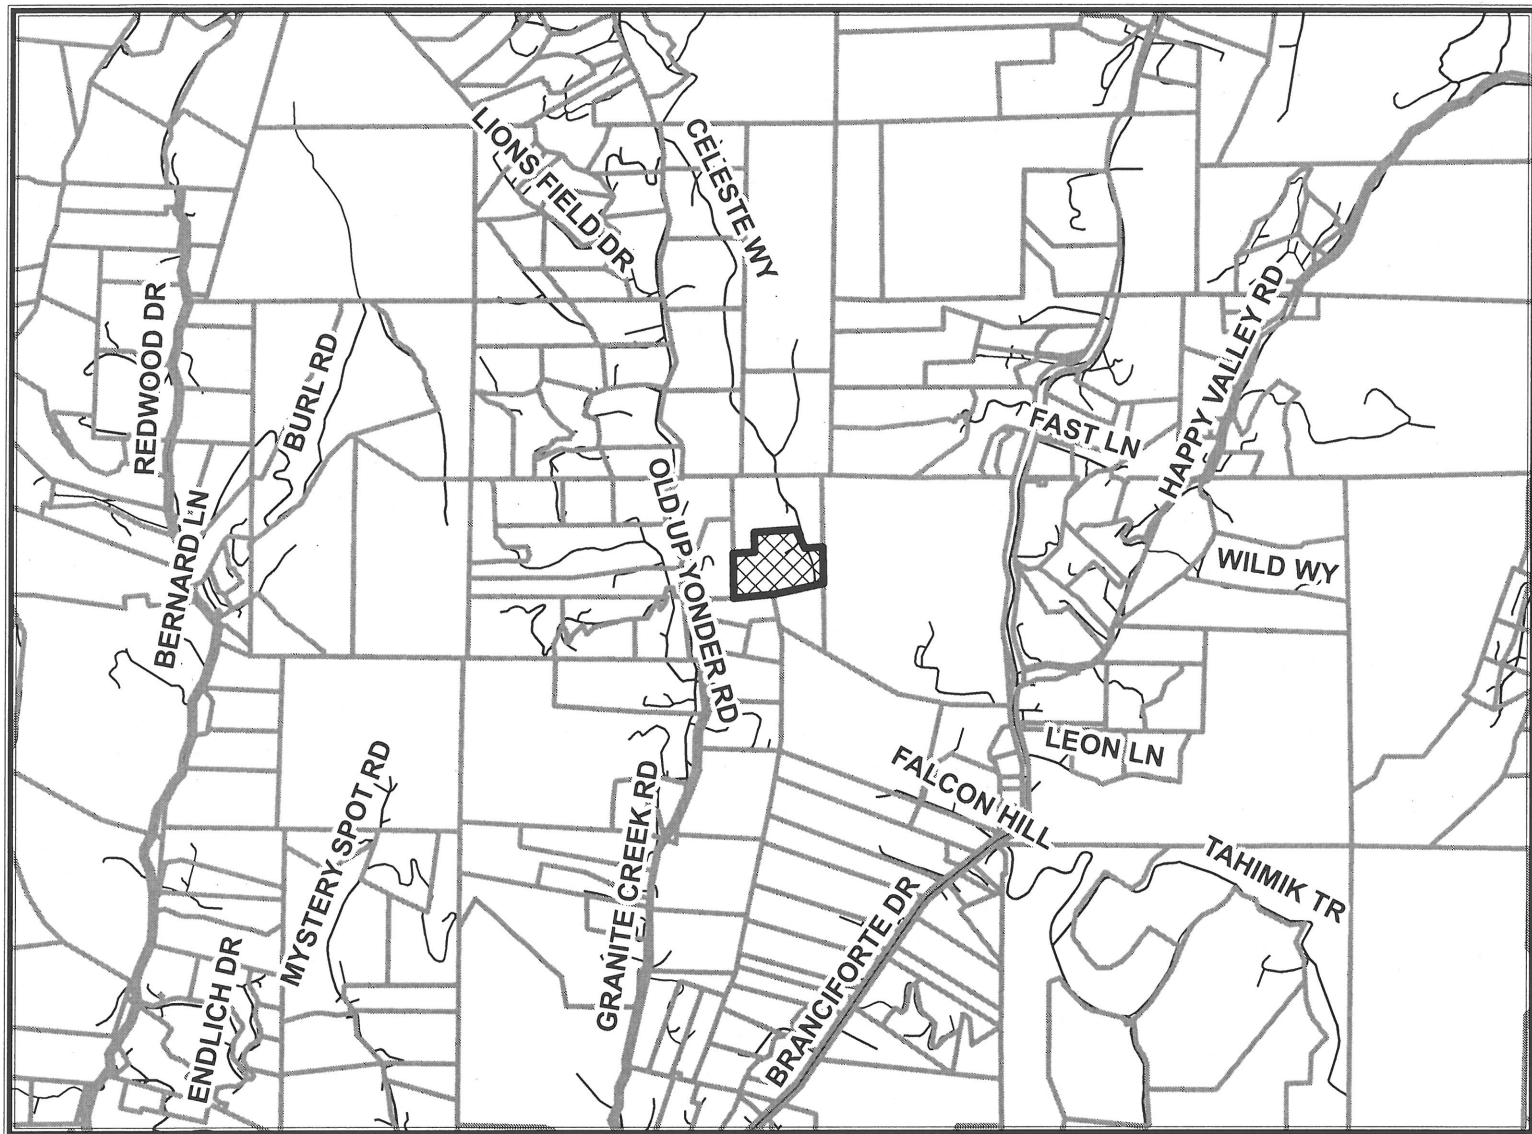 LIONS FIELD DR
CELESTE WY
REDWOOD DR
BURL RD
HAPPY VALLEY RD
FAST LN
OLD UP YONDER RD
BERNARD LN
WILD WY
LEON LN
FALCON HILL
MYSTERY SPOT RD
GRANITE CREEK RD
TAHIMIK TR
BRANCIFORTE DR
ENDLICH DR